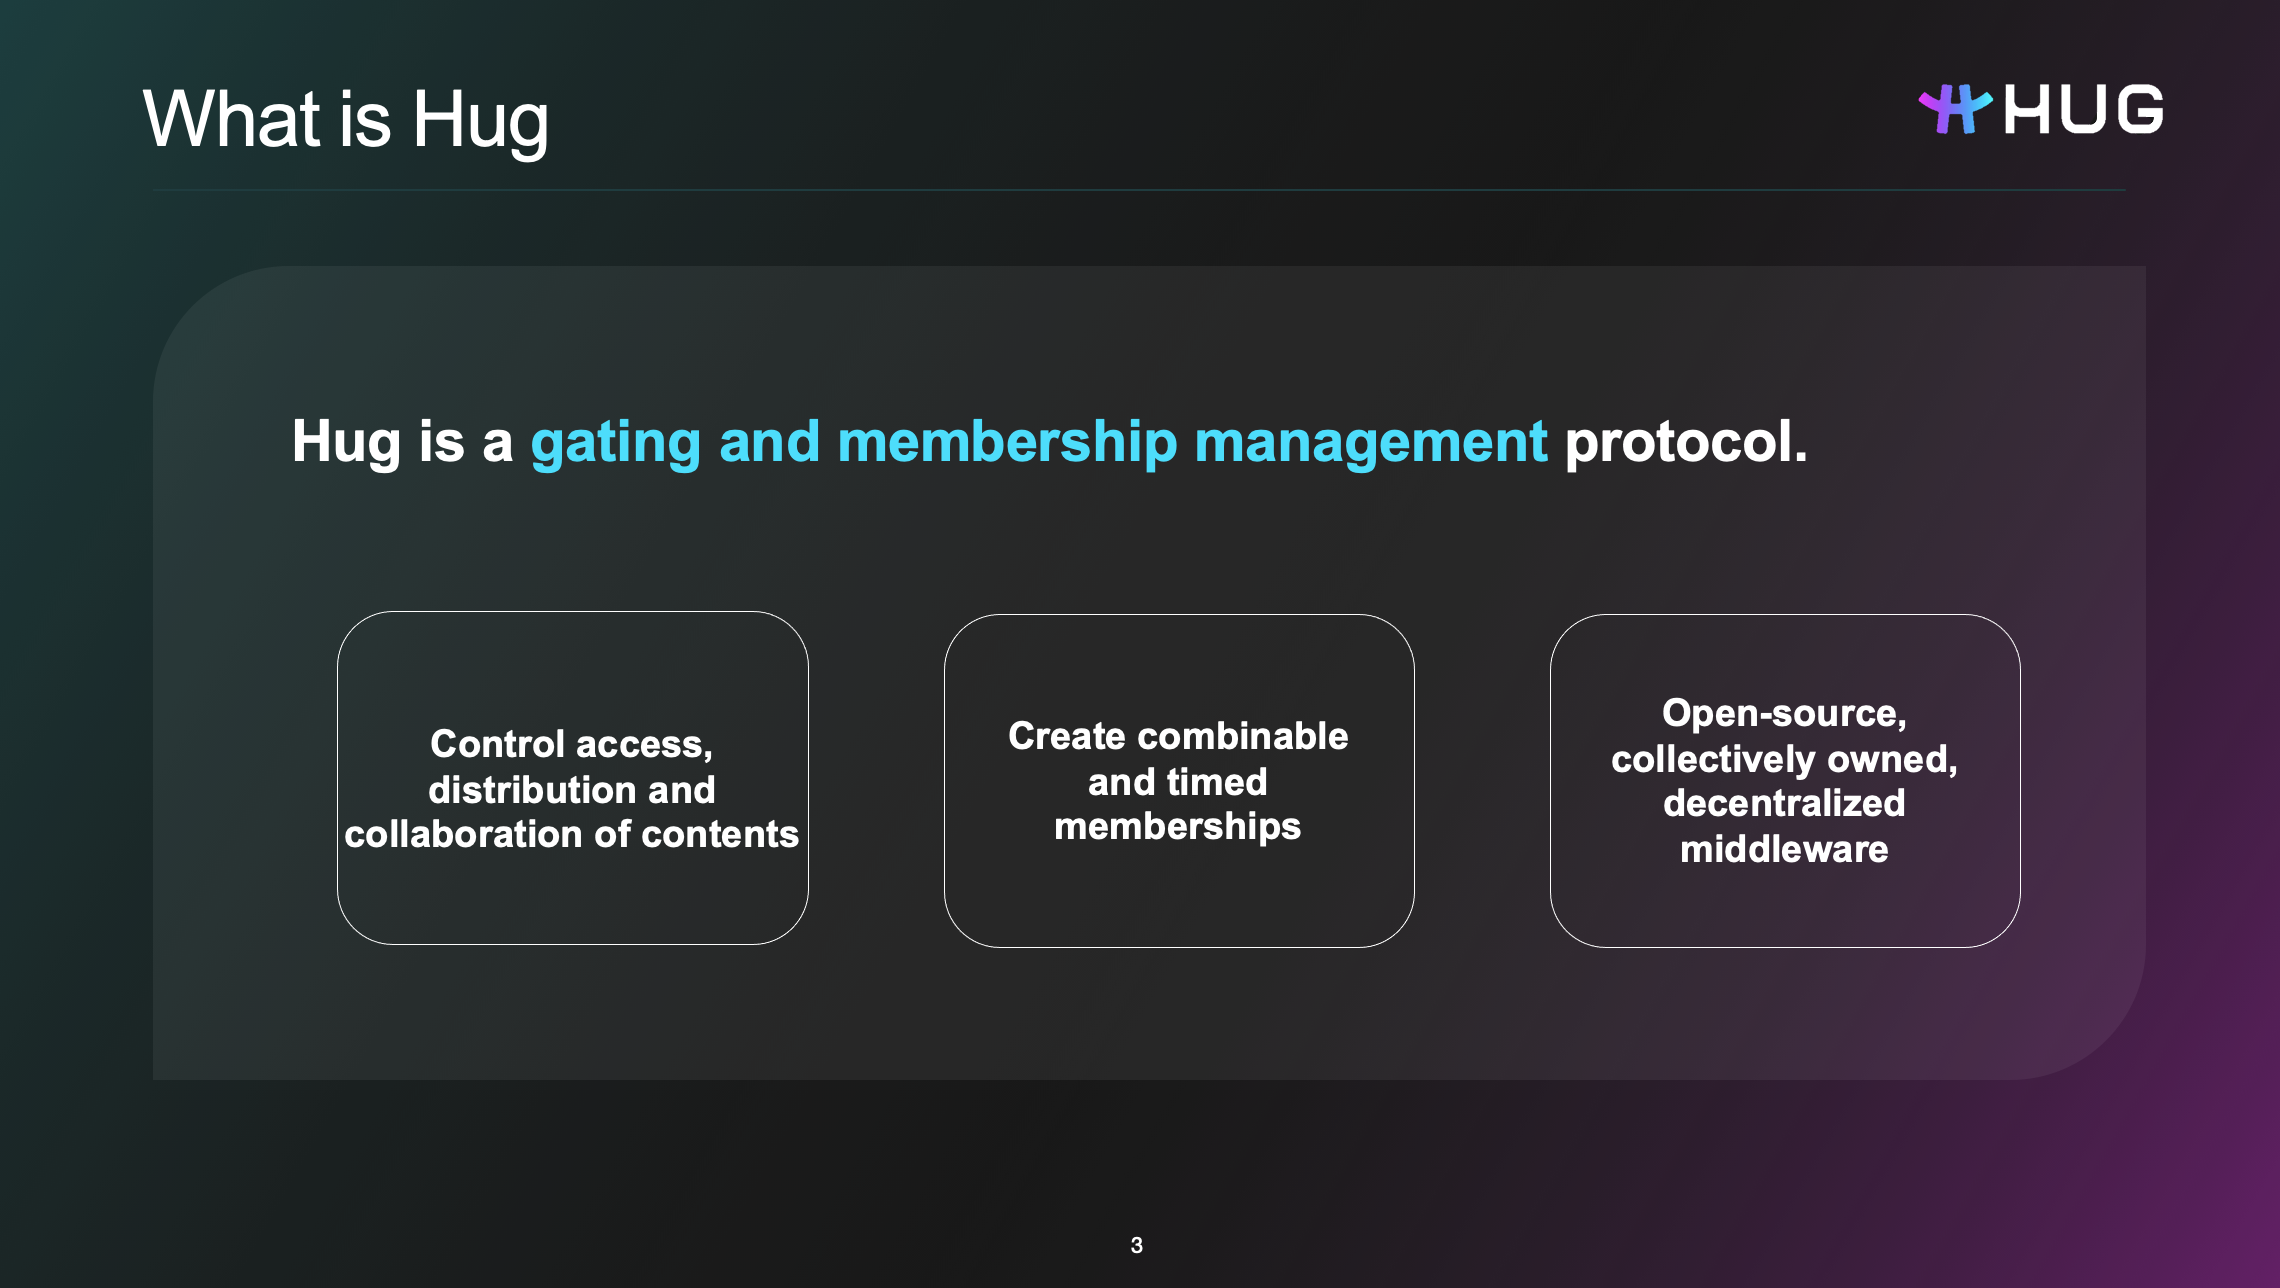 What is Hug
HUG
Hug is a gating and membership management protocol.
Control access,
distribution and
collaboration of contents
Create combinable
and timed
memberships
Open-source,
collectively owned,
decentralized
middleware
3